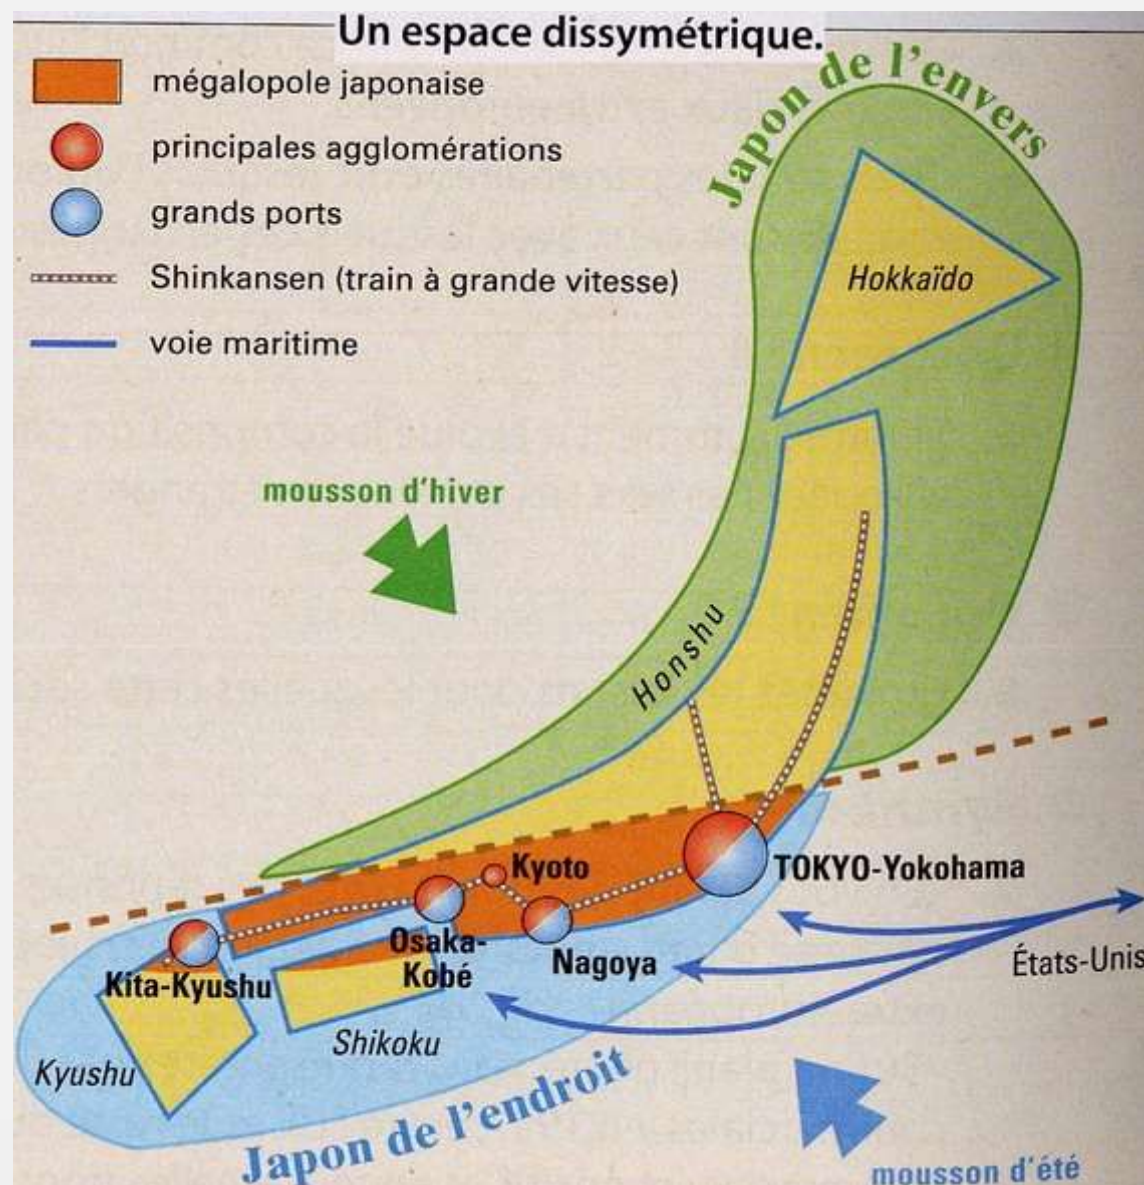 Un espace dissymétrique.
mégalopole japonaise
principales agglomérations
grands ports
Shinkansen (train à grande vitesse)
voie maritime
Japon de l'envers
Hokkaïdo
mousson d'hiver
Honshu
Kyoto
TOKYO-Yokohama
Osaka-
Kobé
Nagoya
Kita-Kyushu
États-Unis
Shikoku
Kyushu
Japon de l'endroit
mousson d'été